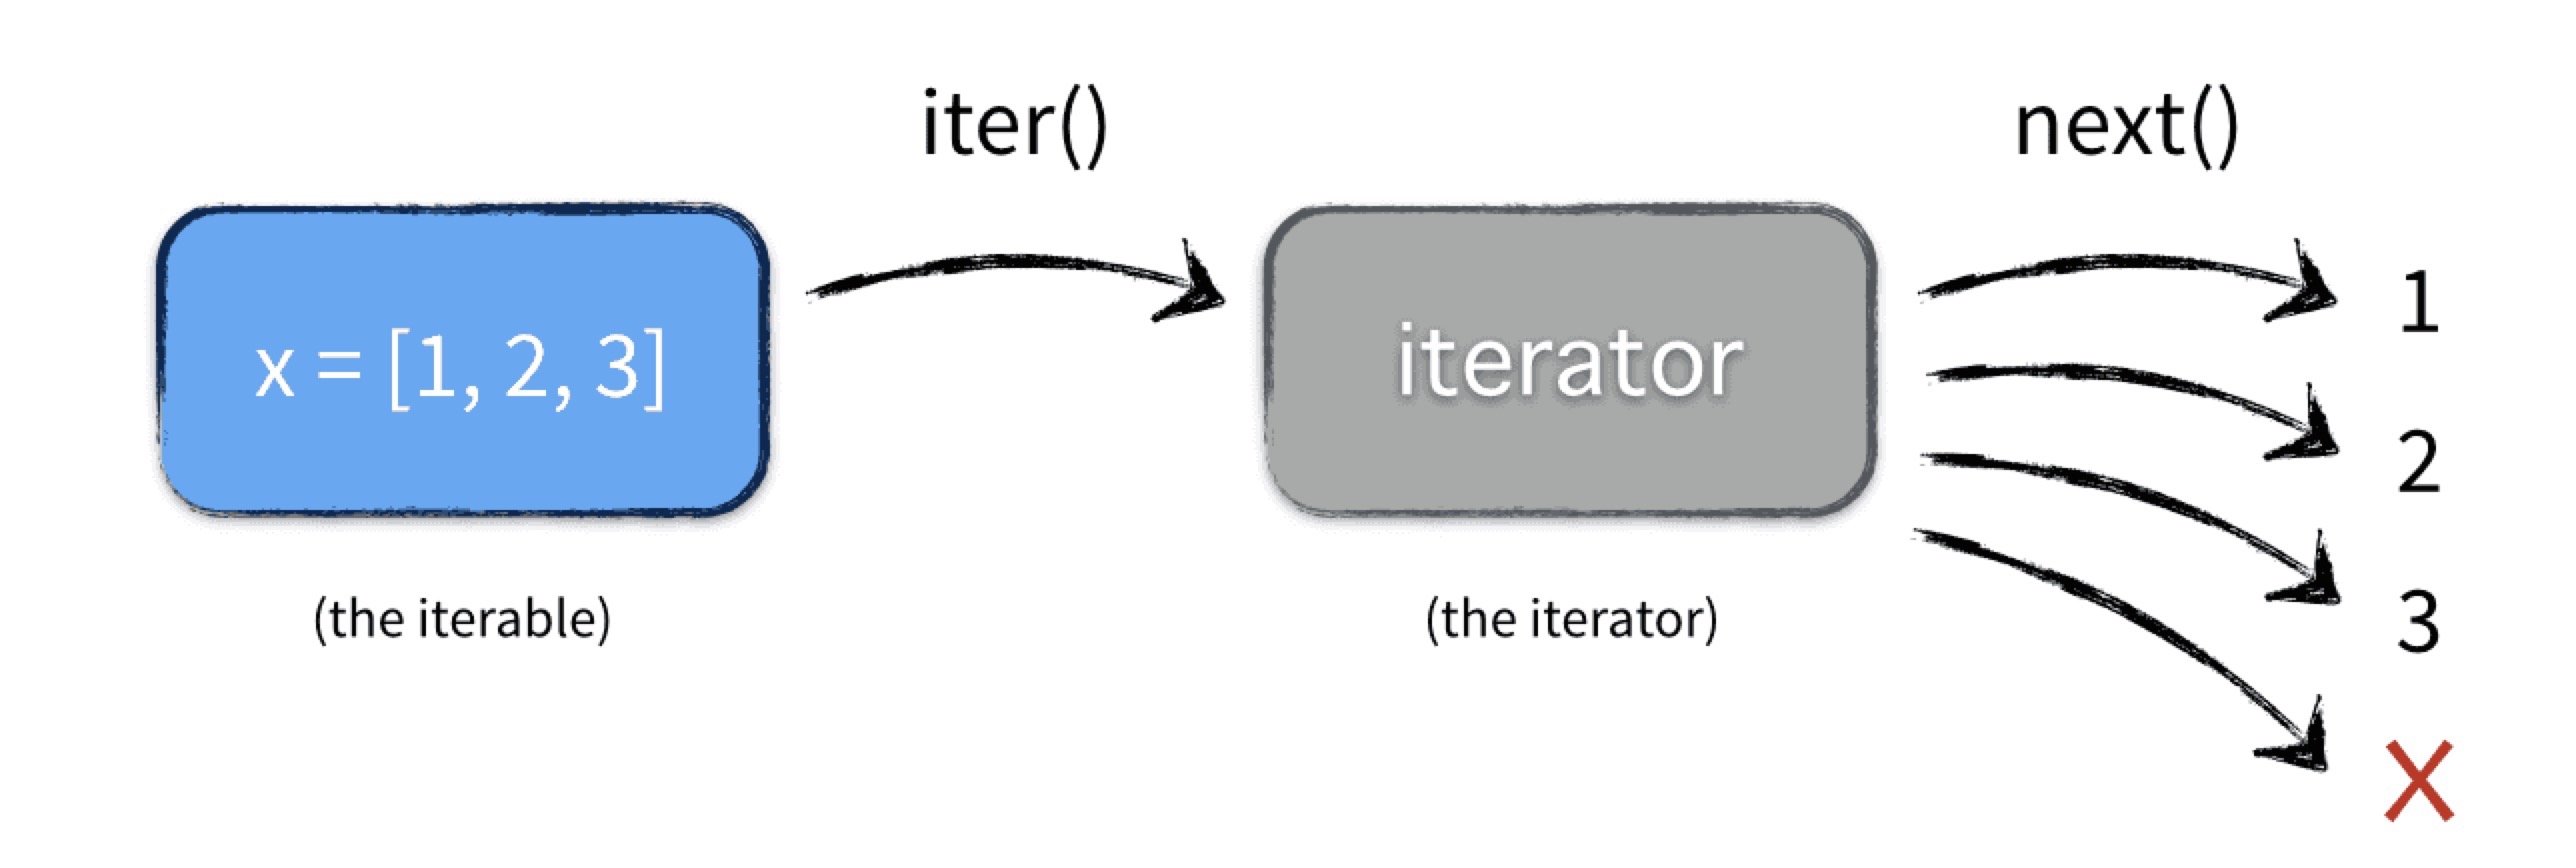 iter()
next()
x = [1, 2, 3]
iterator
1
2
3
X
(the iterable)
(the iterator)